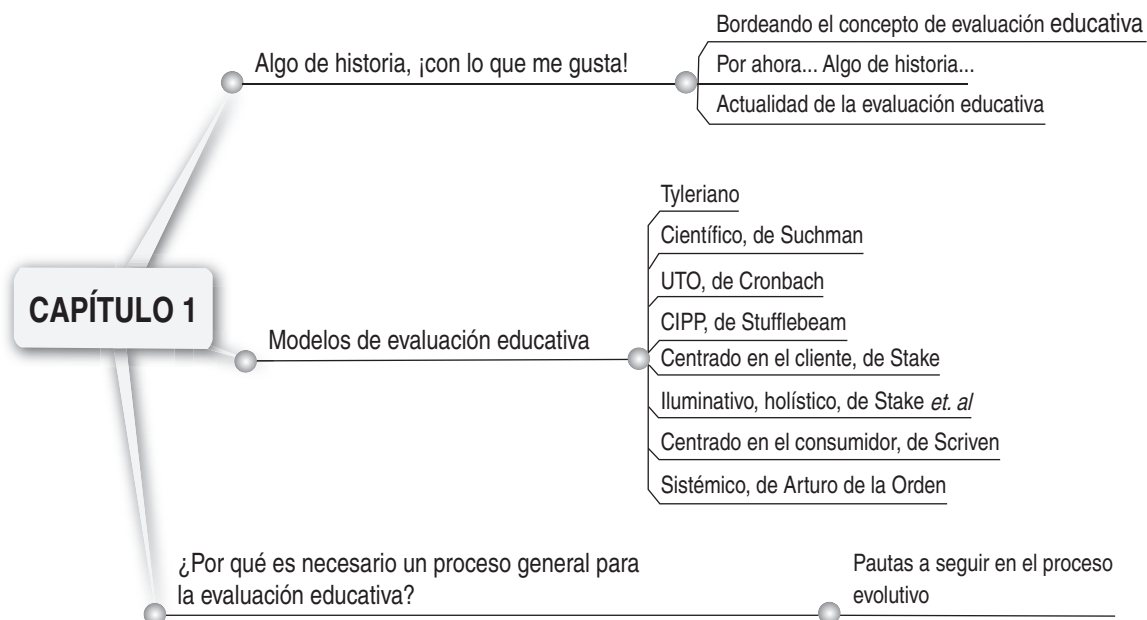 Bordeando el concepto de evaluación educativa
Algo de historia, ¡con lo que me gusta!
Por ahora... Algo de historia...
Actualidad de la evaluación educativa
CAPÍTULO 1
Modelos de evaluación educativa
Tyleriano
Científico, de Suchman
UTO, de Cronbach
CIPP, de Stufflebeam
Centrado en el cliente, de Stake
Iluminativo, holístico, de Stake et. al
Centrado en el consumidor, de Scriven
Sistémico, de Arturo de la Orden
¿Por qué es necesario un proceso general para
la evaluación educativa?
Pautas a seguir en el proceso
evolutivo